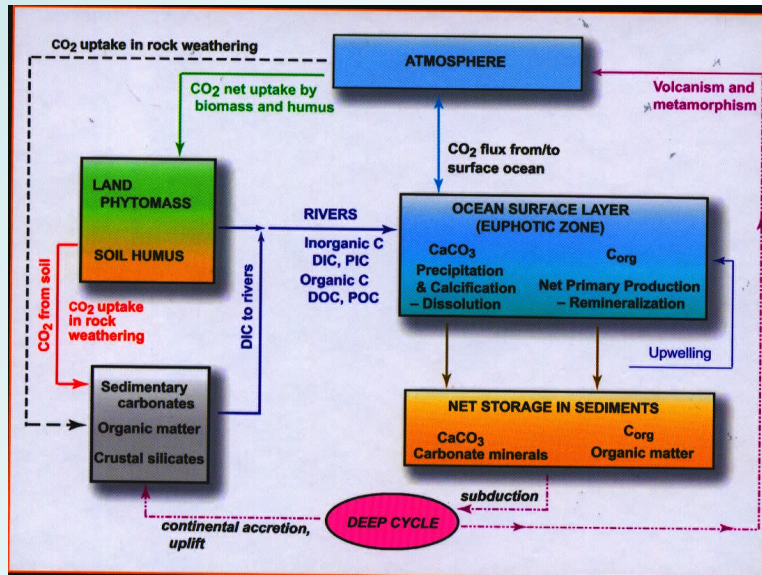 CO2 uptake in rock weathering
ATMOSPHERE
Volcanism and
metamorphism
CO2 net uptake by
biomass and humus
CO2 flux from/to
surface ocean
LAND
PHYTOMASS
SOIL HUMUS
RIVERS
Inorganic C
DIC, PIC
Organic C
DOC, POC
OCEAN SURFACE LAYER
(EUPHOTIC ZONE)
CaCO3
Precipitation
& Calcification
– Dissolution
Corg
Net Primary Production
– Remineralization
CO2 from soil
CO2 uptake
in rock
weathering
DIC to rivers
Upwelling
Sedimentary
carbonates
Organic matter
Crustal silicates
NET STORAGE IN SEDIMENTS
CaCO3
Carbonate minerals
Corg
Organic matter
subduction
DEEP CYCLE
continental accretion,
uplift